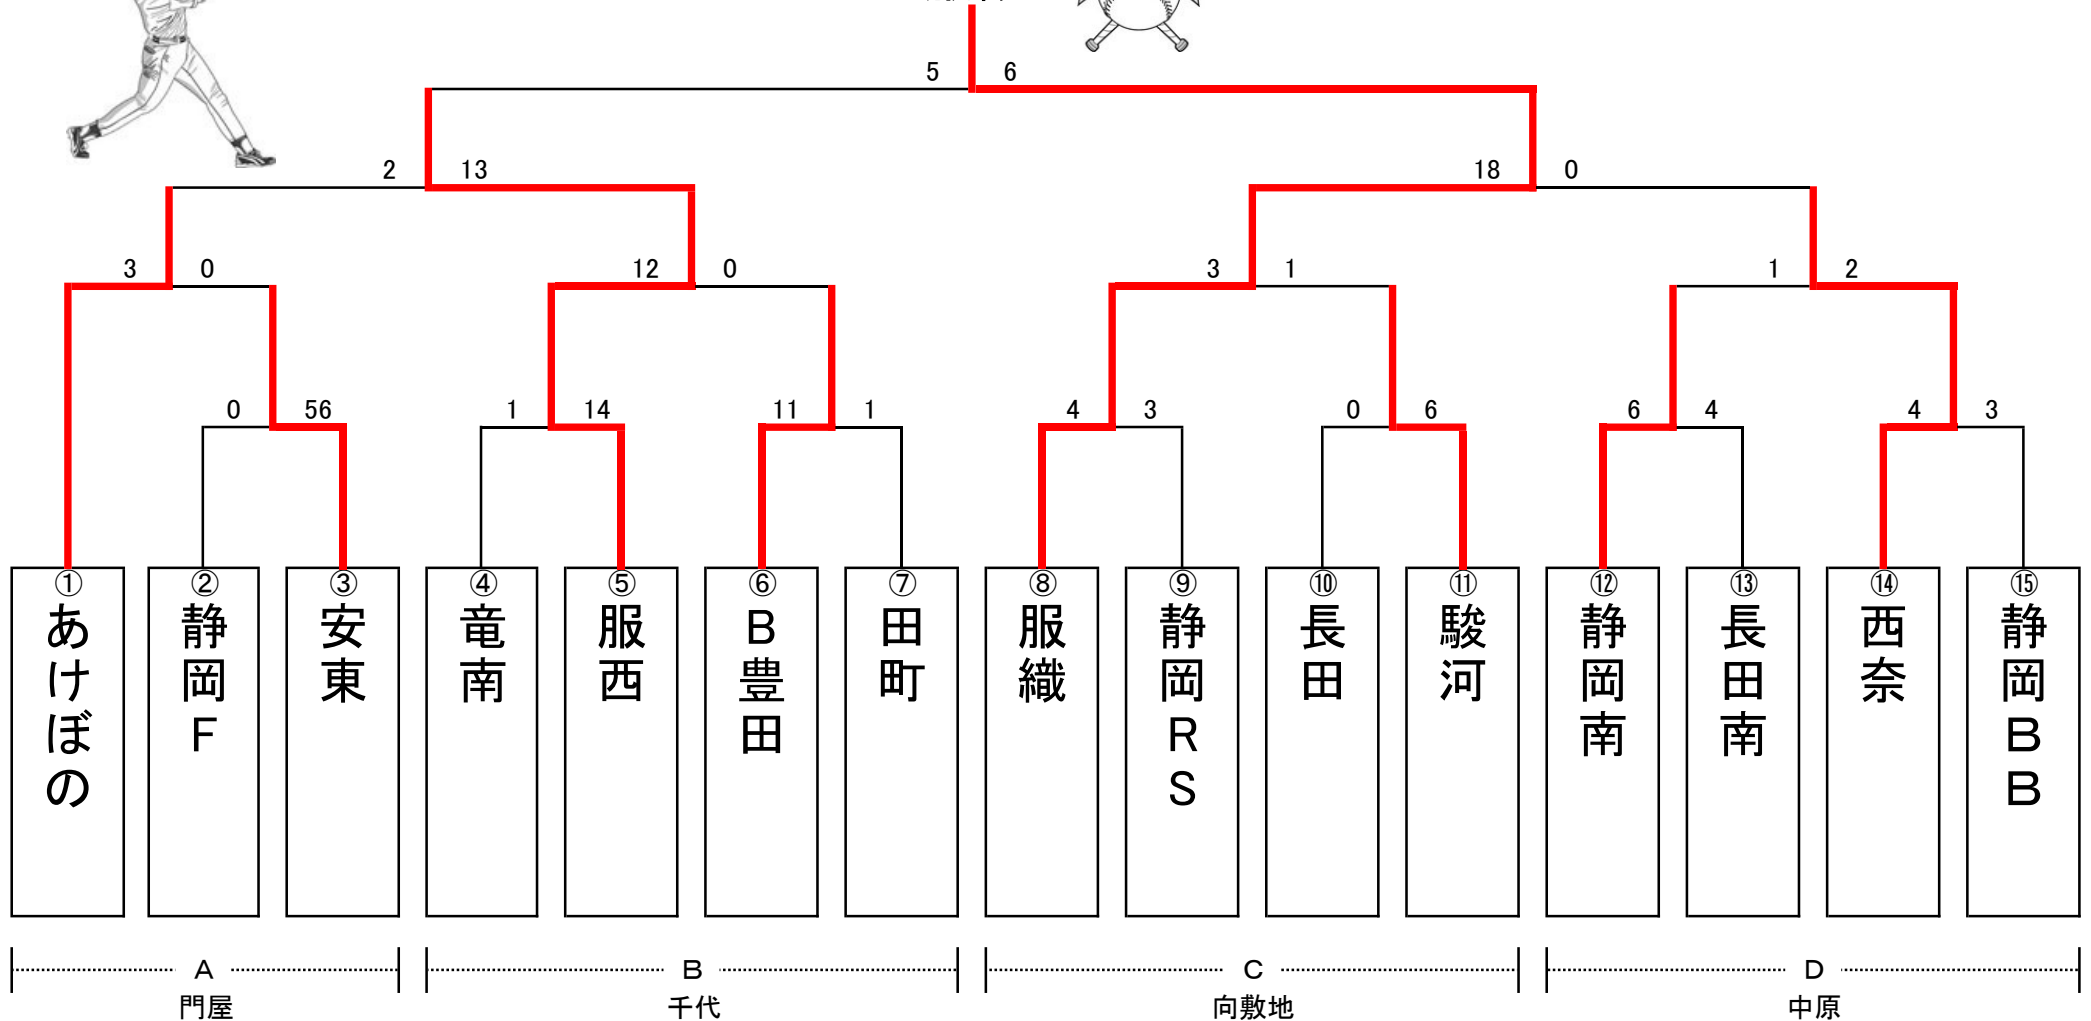 5 6
2 13
18 0
3 0
12 0
3 1
1 2
0 56
1 14
11 1
4 3
0 6
6 4
4 3
①あけぼの
②静岡F
③安東
④竜南
⑤服西
⑥B豊田
⑦田町
⑧服織
⑨静岡RS
⑩長田
⑪駿河
⑫静岡南
⑬長田南
⑭西奈
⑮静岡BB
A
門屋
B
千代
C
向敷地
D
中原